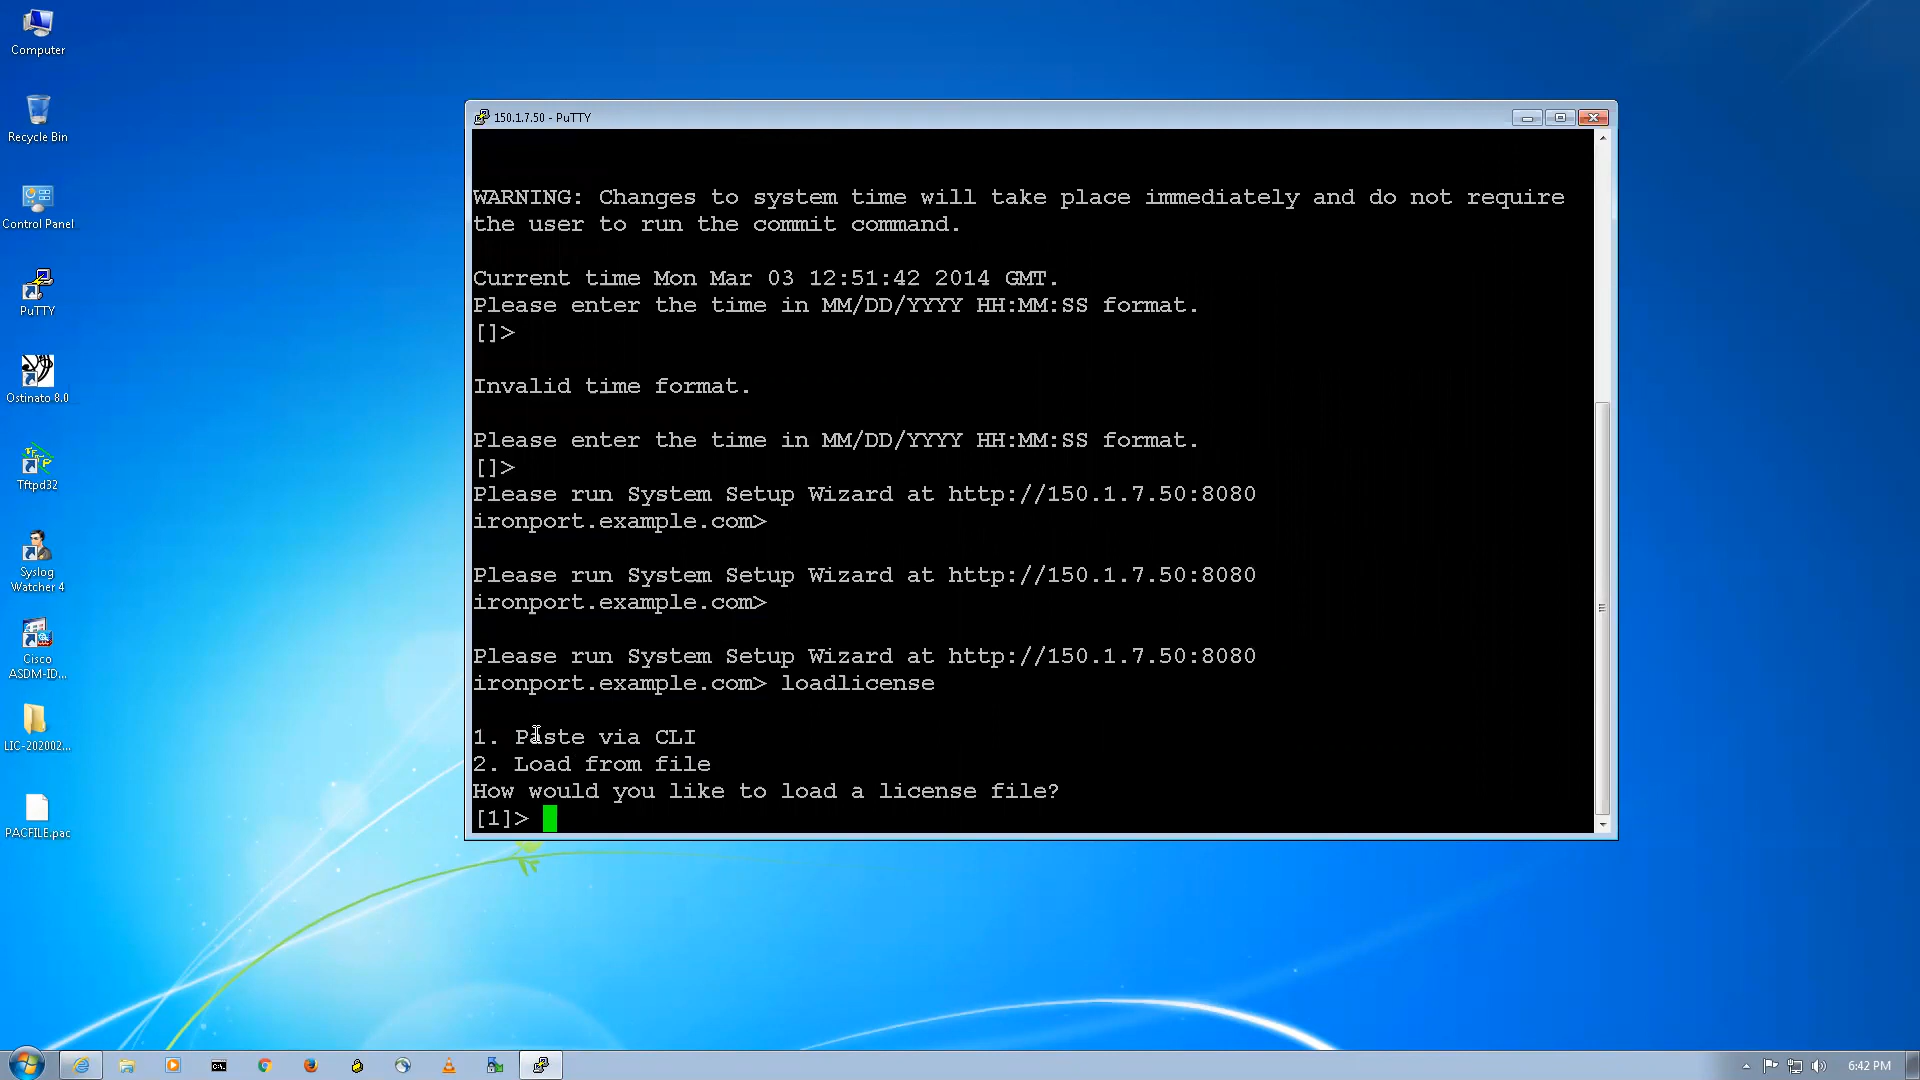 Computer
Recycle Bin
Control Panel
PuTTY
Ostinato 8.0
Tftpd32
Syslog
Watcher 4
Cisco
ASDM-ID...
LIC-202002...
PACFILE.pac
150.1.7.50 - PuTTY
WARNING: Changes to system time will take place immediately and do not require
the user to run the commit command.
Current time Mon Mar 03 12:51:42 2014 GMT.
Please enter the time in MM/DD/YYYY HH:MM:SS format.
[]>
Invalid time format.
Please enter the time in MM/DD/YYYY HH:MM:SS format.
[]>
Please run System Setup Wizard at http://150.1.7.50:8080
ironport.example.com>
Please run System Setup Wizard at http://150.1.7.50:8080
ironport.example.com>
Please run System Setup Wizard at http://150.1.7.50:8080
ironport.example.com> loadlicense
1. Paste via CLI
2. Load from file
How would you like to load a license file?
[1]>
6:42 PM